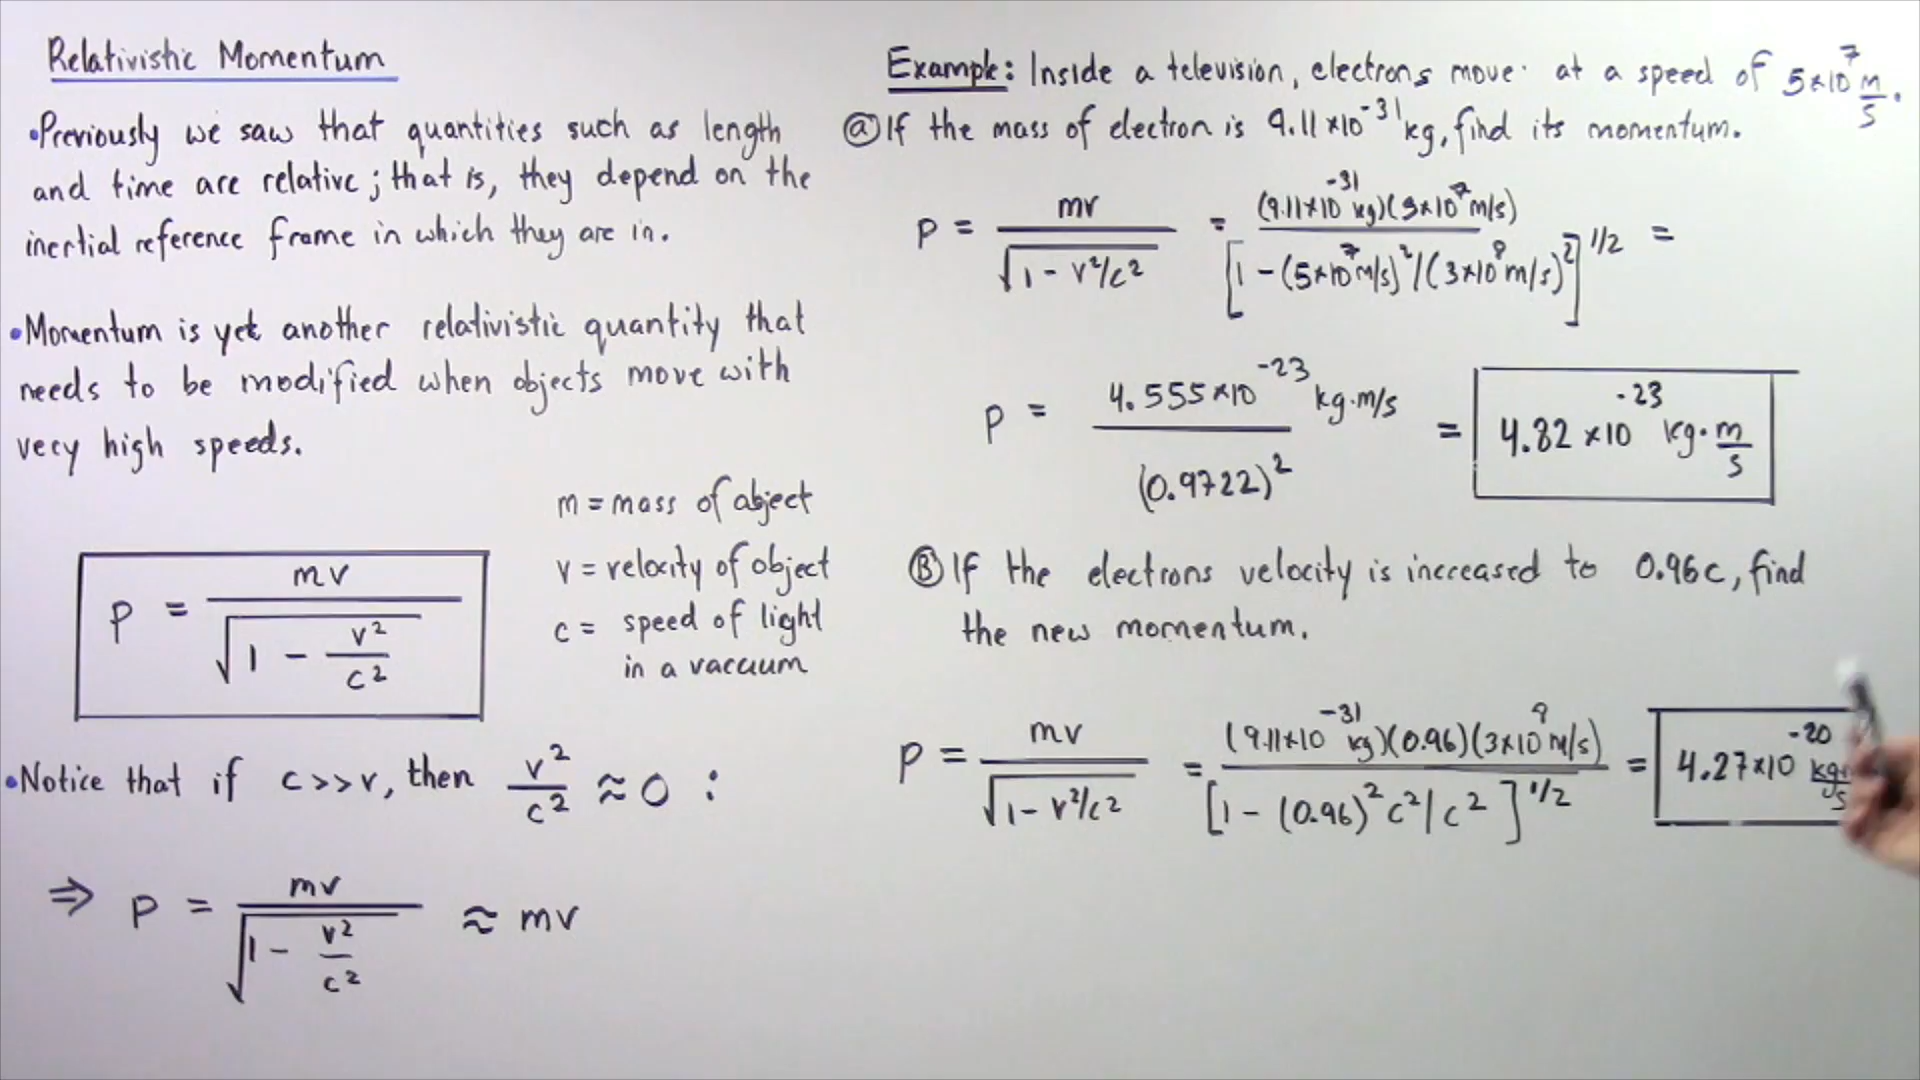 Relativistic Momentum
•Previously we saw that quantities such as length
and time are relative; that is, they depend on the
inertial reference frame in which they are in.
•Momentum is yet another relativistic quantity that
needs to be modified when objects move with
very high speeds.
m = mass of object
v = velocity of object
c = speed of light
in a vacuum
p = mv / √(1 - v²/c²)
•Notice that if c>>v, then v²/c² ≈ 0 :
⇒ p = mv / √(1 - v²/c²) ≈ mv
Example: Inside a television, electrons move at a speed of 5×10⁷ m/s.
Ⓐ If the mass of electron is 9.11×10⁻³¹ kg, find its momentum.
p = mv / √(1 - v²/c²) = (9.11×10⁻³¹ kg)(5×10⁷ m/s) / [1 - (5×10⁷ m/s)²/(3×10⁸ m/s)²]^1/2 =
p = 4.555×10⁻²³ kg·m/s / (0.9722)² = 4.82×10⁻²³ kg·m/s
Ⓑ If the electrons velocity is increased to 0.96c, find
the new momentum.
p = mv / √(1 - v²/c²) = (9.11×10⁻³¹ kg)(0.96)(3×10⁸ m/s) / [1 - (0.96)²c²/c²]^1/2 = 4.27×10⁻²⁰